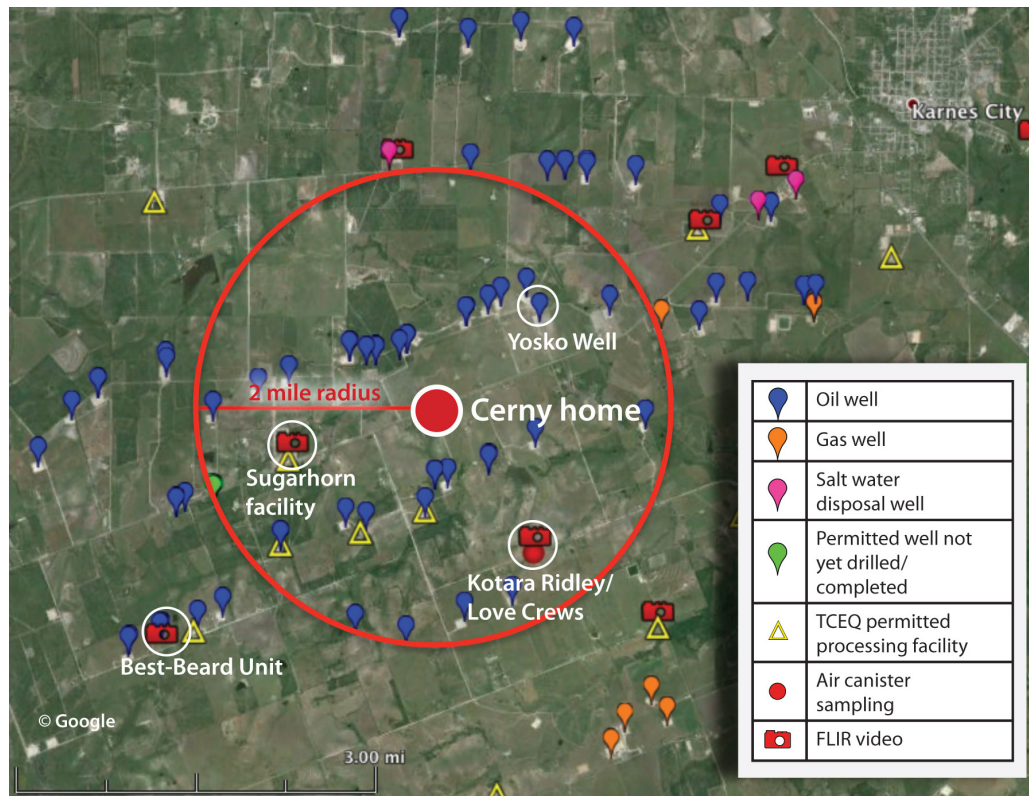 Karnes City
Yosko Well
2 mile radius
Cerny home
Sugarhorn
facility
Kotara Ridley/
Love Crews
Best-Beard Unit
© Google
3.00 mi
Oil well
Gas well
Salt water
disposal well
Permitted well not
yet drilled/
completed
TCEQ permitted
processing facility
Air canister
sampling
FLIR video